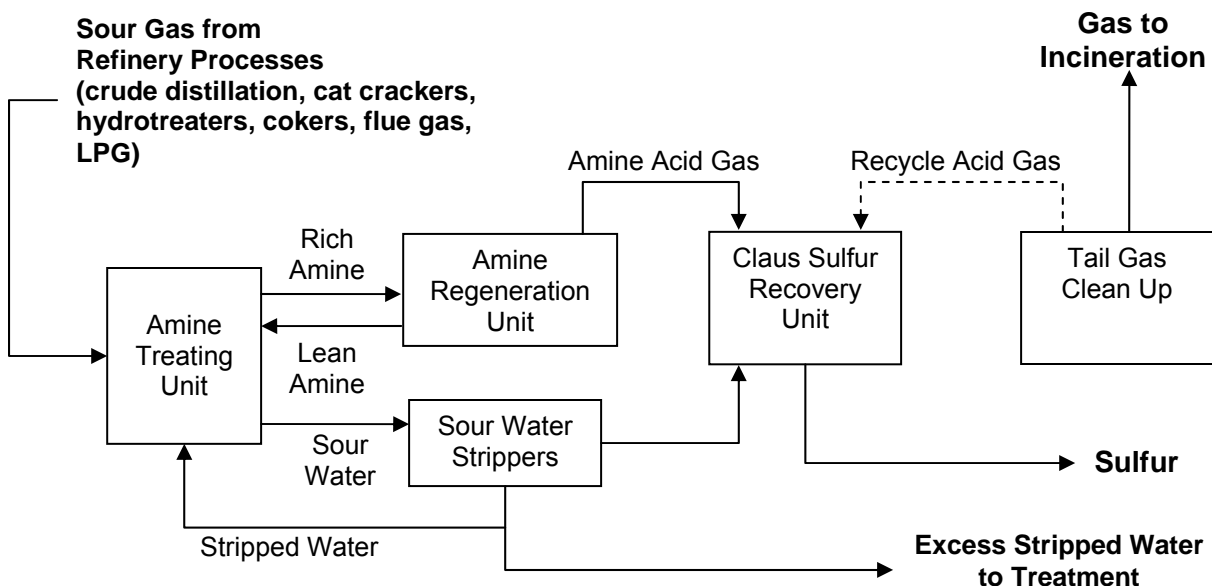 Sour Gas from
Refinery Processes
(crude distillation, cat crackers,
hydrotreaters, cokers, flue gas,
LPG)
Gas to
Incineration
Amine Acid Gas
Recycle Acid Gas
Rich
Amine
Amine
Regeneration
Unit
Claus Sulfur
Recovery
Unit
Tail Gas
Clean Up
Amine
Treating
Unit
Lean
Amine
Sour
Water
Sour Water
Strippers
Sulfur
Stripped Water
Excess Stripped Water
to Treatment